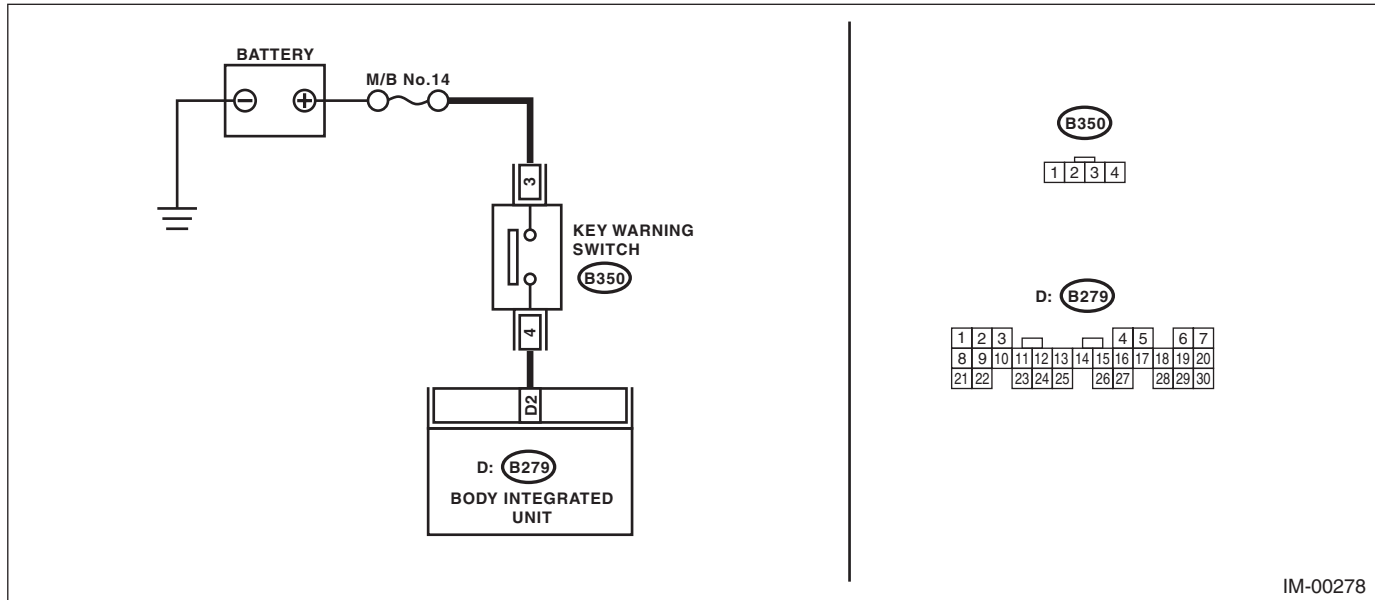 BATTERY
M/B No.14
3
KEY WARNING
SWITCH
B350
4
D2
D: B279
BODY INTEGRATED
UNIT
B350
1 2 3 4
D: B279
1 2 3 4 5 6 7
8 9 10 11 12 13 14 15 16 17 18 19 20
21 22 23 24 25 26 27 28 29 30
IM-00278